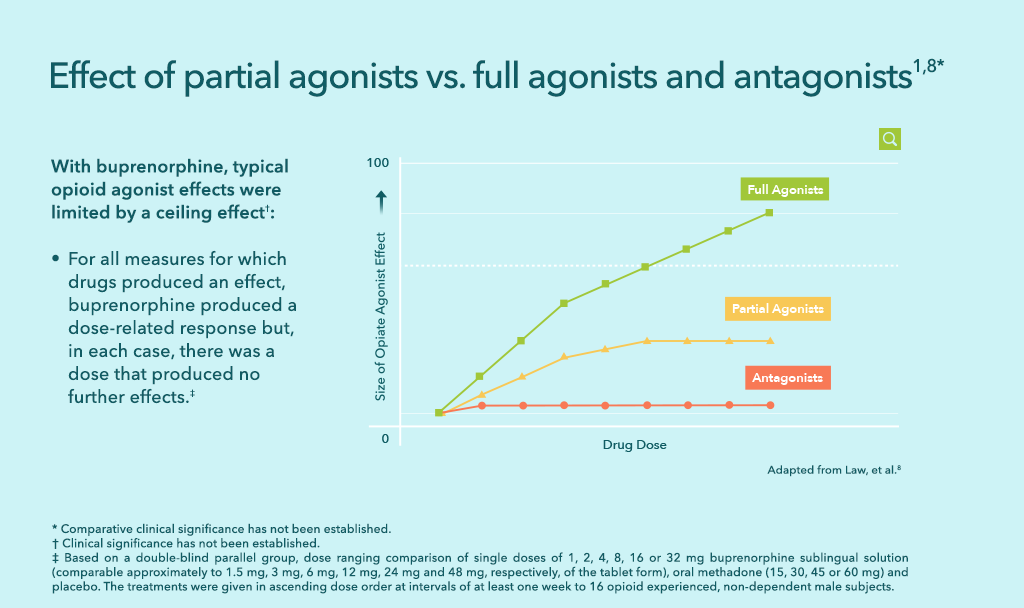 Effect of partial agonists vs. full agonists and antagonists1,8*
With buprenorphine, typical
opioid agonist effects were
limited by a ceiling effect†:
• For all measures for which
drugs produced an effect,
buprenorphine produced a
dose-related response but,
in each case, there was a
dose that produced no
further effects.‡
100
Size of Opiate Agonist Effect
0
Full Agonists
Partial Agonists
Antagonists
Drug Dose
Adapted from Law, et al.8
* Comparative clinical significance has not been established.
† Clinical significance has not been established.
‡ Based on a double-blind parallel group, dose ranging comparison of single doses of 1, 2, 4, 8, 16 or 32 mg buprenorphine sublingual solution
(comparable approximately to 1.5 mg, 3 mg, 6 mg, 12 mg, 24 mg and 48 mg, respectively, of the tablet form), oral methadone (15, 30, 45 or 60 mg) and
placebo. The treatments were given in ascending dose order at intervals of at least one week to 16 opioid experienced, non-dependent male subjects.